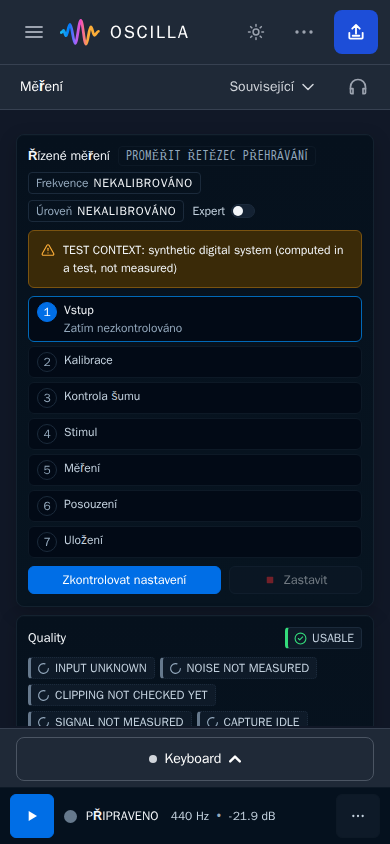 OSCILLA
Měření
Související
Řízené měření PROMĚŘIT ŘETĚZEC PŘEHRÁVÁNÍ
Frekvence NEKALIBROVÁNO
Úroveň NEKALIBROVÁNO Expert
TEST CONTEXT: synthetic digital system (computed in
a test, not measured)
1 Vstup
Zatím nezkontrolováno
2 Kalibrace
3 Kontrola šumu
4 Stimul
5 Měření
6 Posouzení
7 Uložení
Zkontrolovat nastavení Zastavit
Quality USABLE
INPUT UNKNOWN NOISE NOT MEASURED
CLIPPING NOT CHECKED YET
SIGNAL NOT MEASURED CAPTURE IDLE
Keyboard
PŘIPRAVENO 440 Hz • -21.9 dB